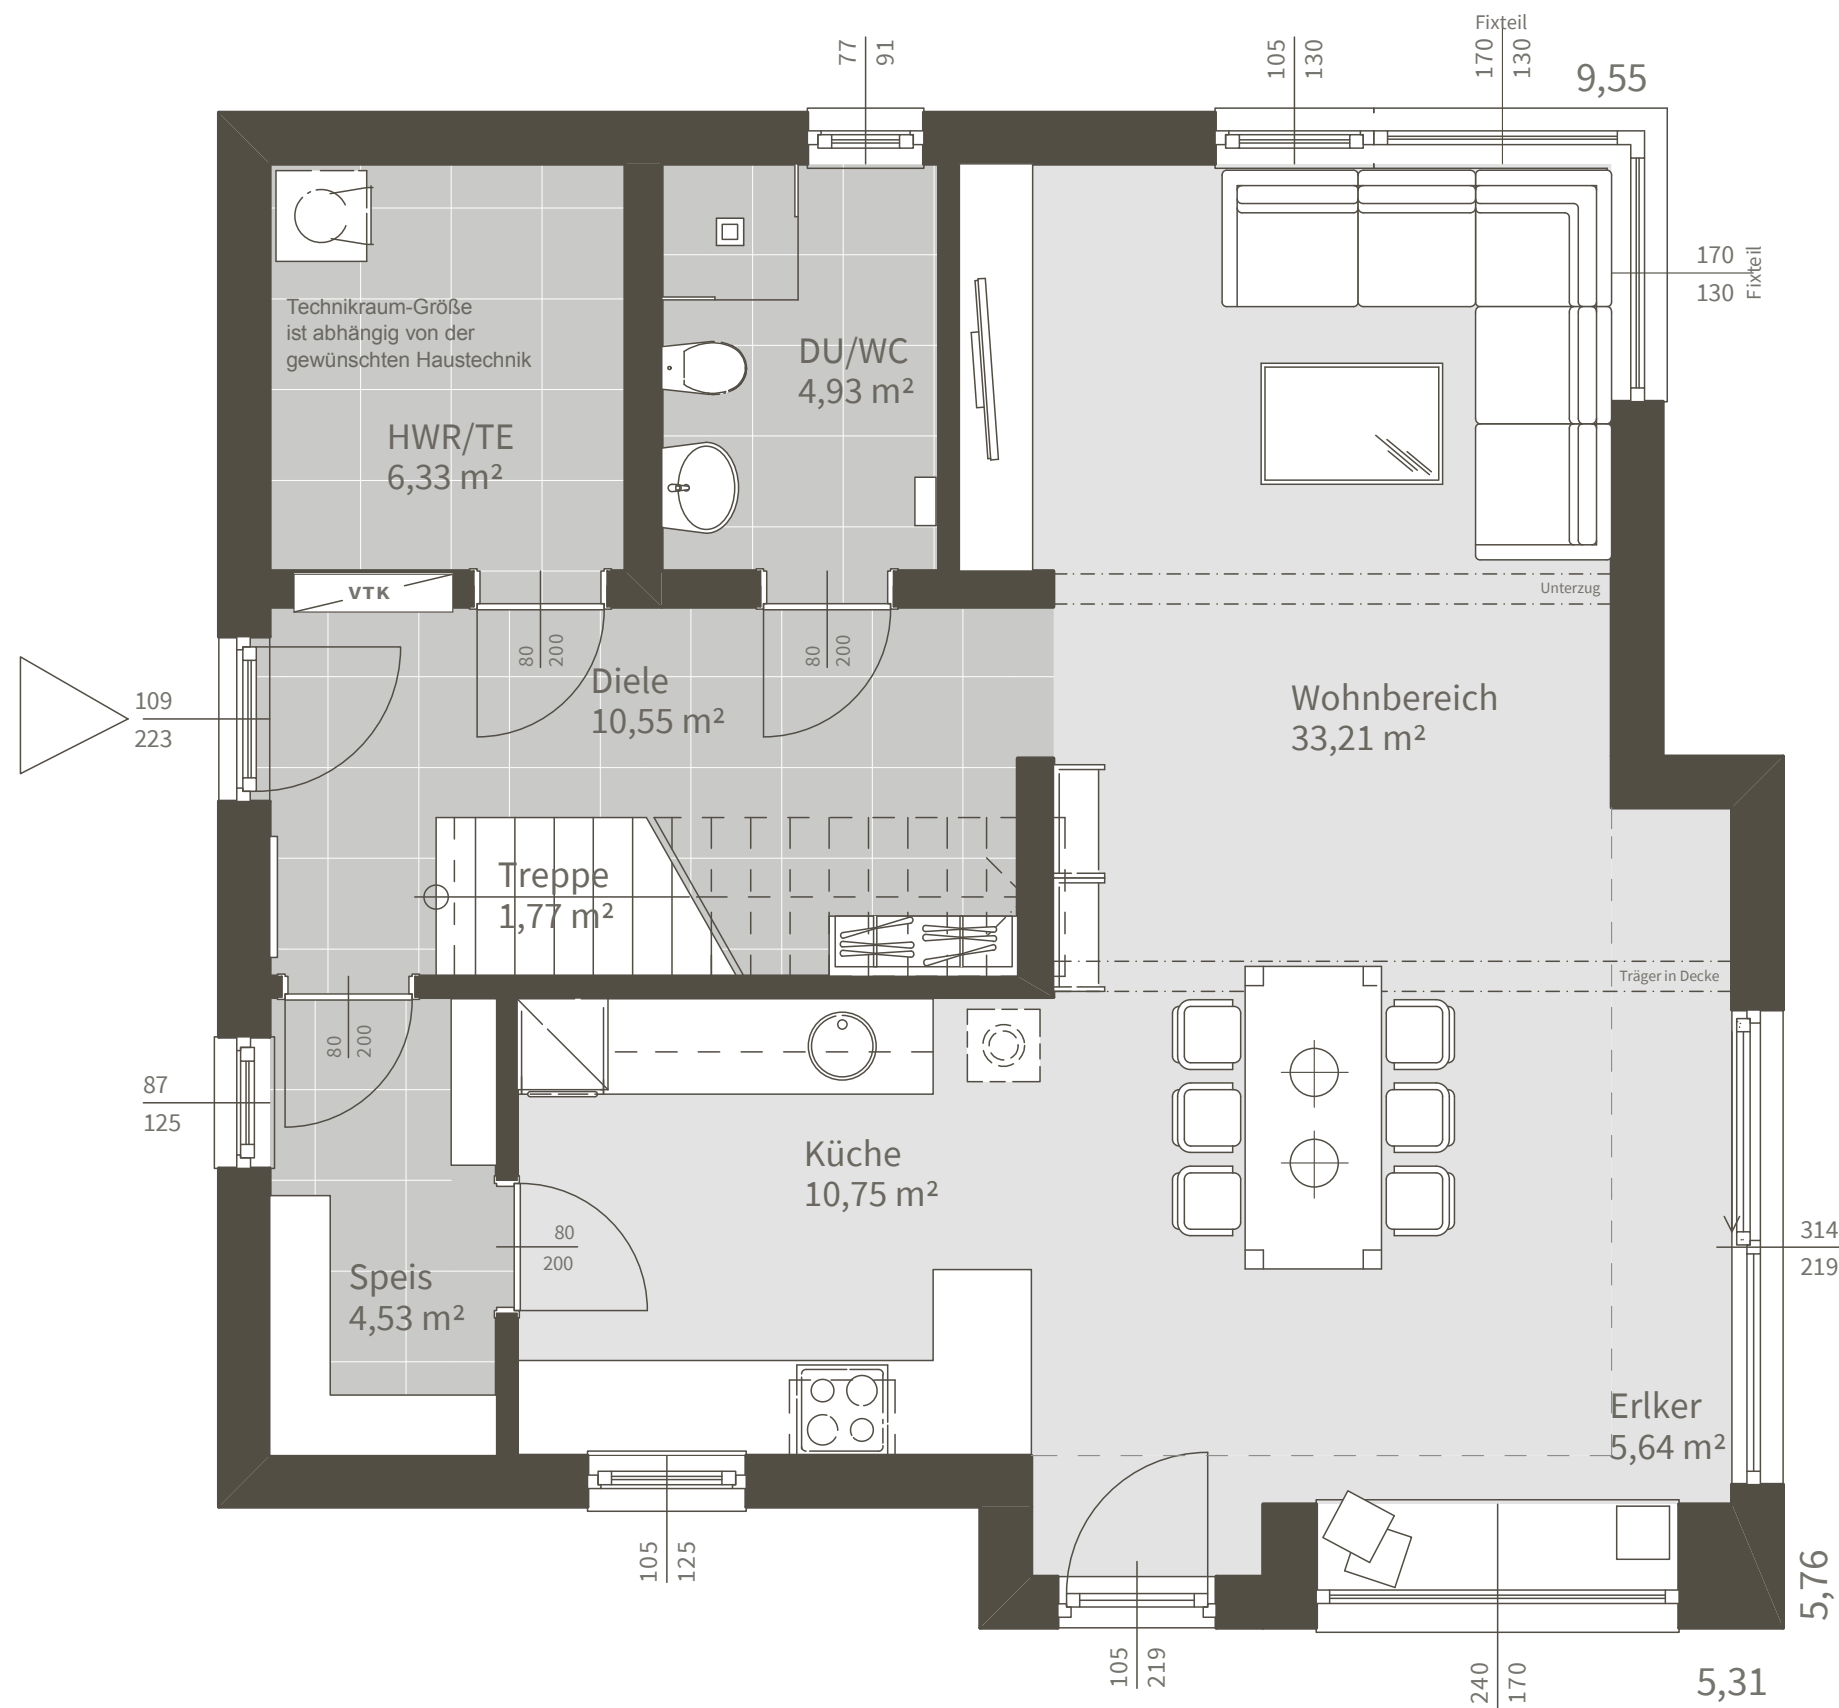 Fixteil
77
91
105
130
170
130
9,55
170
130
Fixteil
Technikraum-Größe
ist abhängig von der
gewünschten Haustechnik
DU/WC
4,93 m²
HWR/TE
6,33 m²
VTK
Unterzug
80
200
80
200
Diele
10,55 m²
109
223
Wohnbereich
33,21 m²
Treppe
1,77 m²
Träger in Decke
80
200
87
125
Küche
10,75 m²
80
200
314
219
Speis
4,53 m²
Erlker
5,64 m²
105
125
5,76
105
219
240
170
5,31